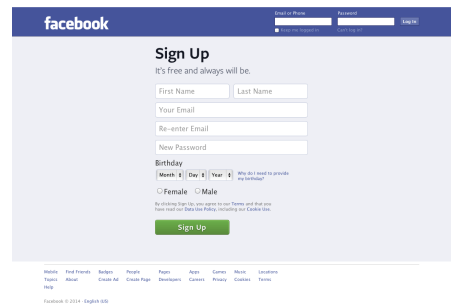 facebook
Email or Phone
Password
Keep me logged in
Can't log in?
Log In
Sign Up
It's free and always will be.
First Name
Last Name
Your Email
Re-enter Email
New Password
Birthday
Month Day Year
Why do I need to provide
my birthday?
Female Male
By clicking Sign Up, you agree to our Terms and that you
have read our Data Use Policy, including our Cookie Use.
Sign Up
Mobile Find Friends Badges People Pages Apps Games Music Locations
Topics About Create Ad Create Page Developers Careers Privacy Cookies Terms
Help
Facebook © 2014 · English (US)